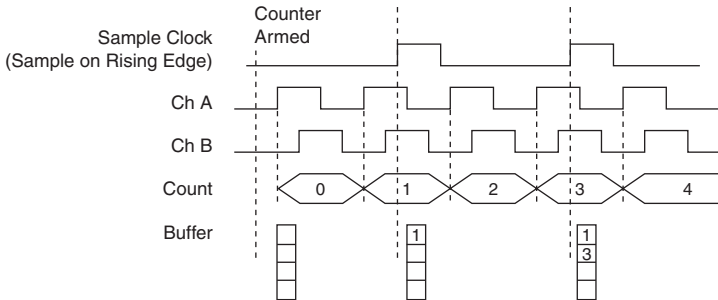 Counter
Armed
Sample Clock
(Sample on Rising Edge)
Ch A
Ch B
Count 0 1 2 3 4
Buffer 1 1
3